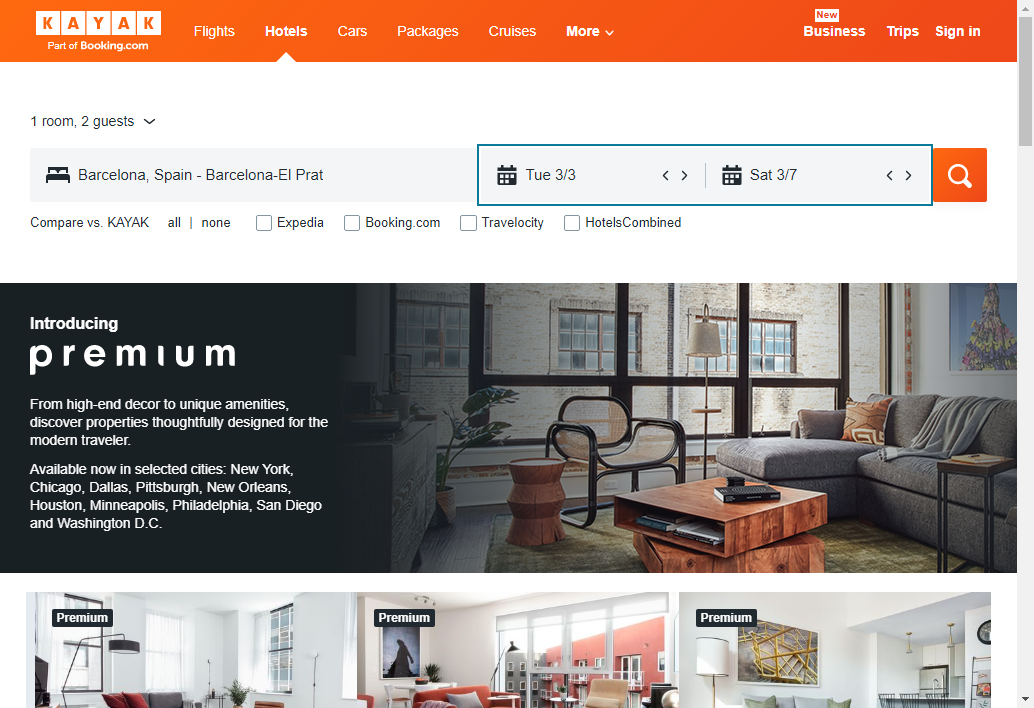 KAYAK
Part of Booking.com
Flights
Hotels
Cars
Packages
Cruises
More
New
Business
Trips
Sign in
1 room, 2 guests
Barcelona, Spain - Barcelona-El Prat
Tue 3/3
Sat 3/7
Compare vs. KAYAK all | none Expedia Booking.com Travelocity HotelsCombined
Introducing
premium
From high-end decor to unique amenities,
discover properties thoughtfully designed for the
modern traveler.
Available now in selected cities: New York,
Chicago, Dallas, Pittsburgh, New Orleans,
Houston, Minneapolis, Philadelphia, San Diego
and Washington D.C.
Premium
Premium
Premium